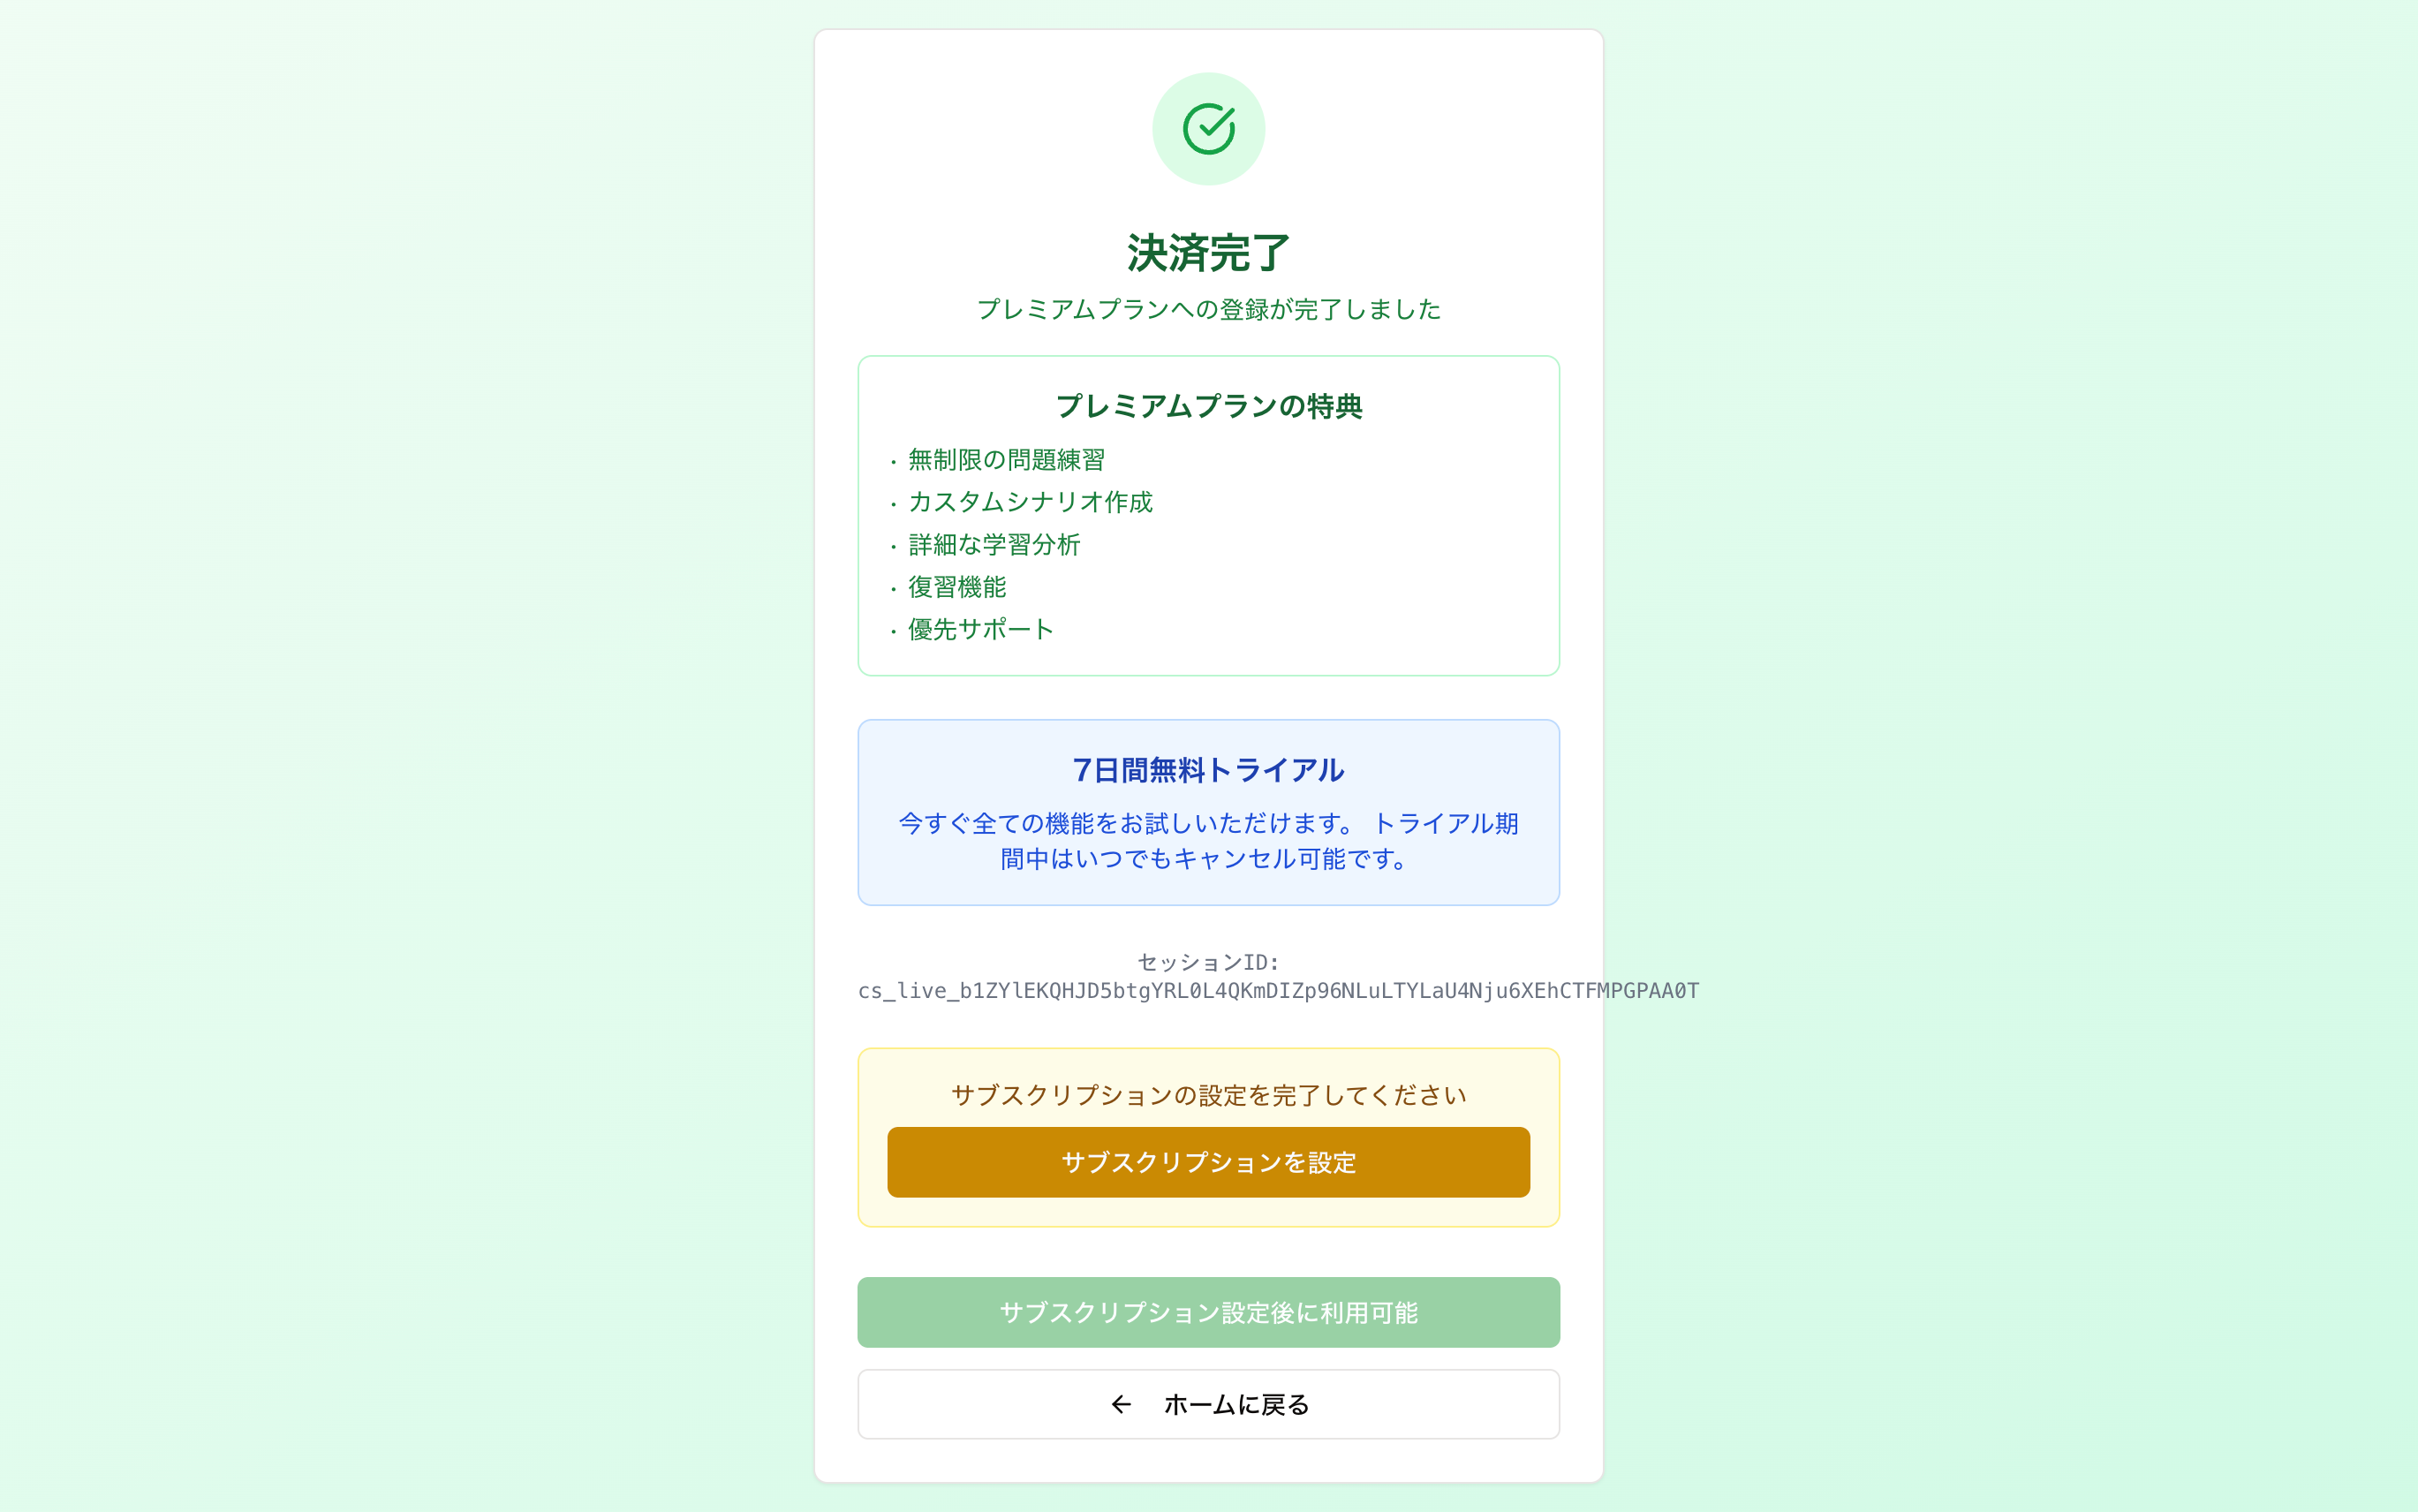 決済完了
プレミアムプランへの登録が完了しました
プレミアムプランの特典
・無制限の問題練習
・カスタムシナリオ作成
・詳細な学習分析
・復習機能
・優先サポート
7日間無料トライアル
今すぐ全ての機能をお試しいただけます。 トライアル期
間中はいつでもキャンセル可能です。
セッションID:
cs_live_b1ZYlEKQHJD5btgYRL0L4QKmDIZp96NLuLTYLaU4Nju6XEhCTFMPGPAA0T
サブスクリプションの設定を完了してください
サブスクリプションを設定
サブスクリプション設定後に利用可能
← ホームに戻る